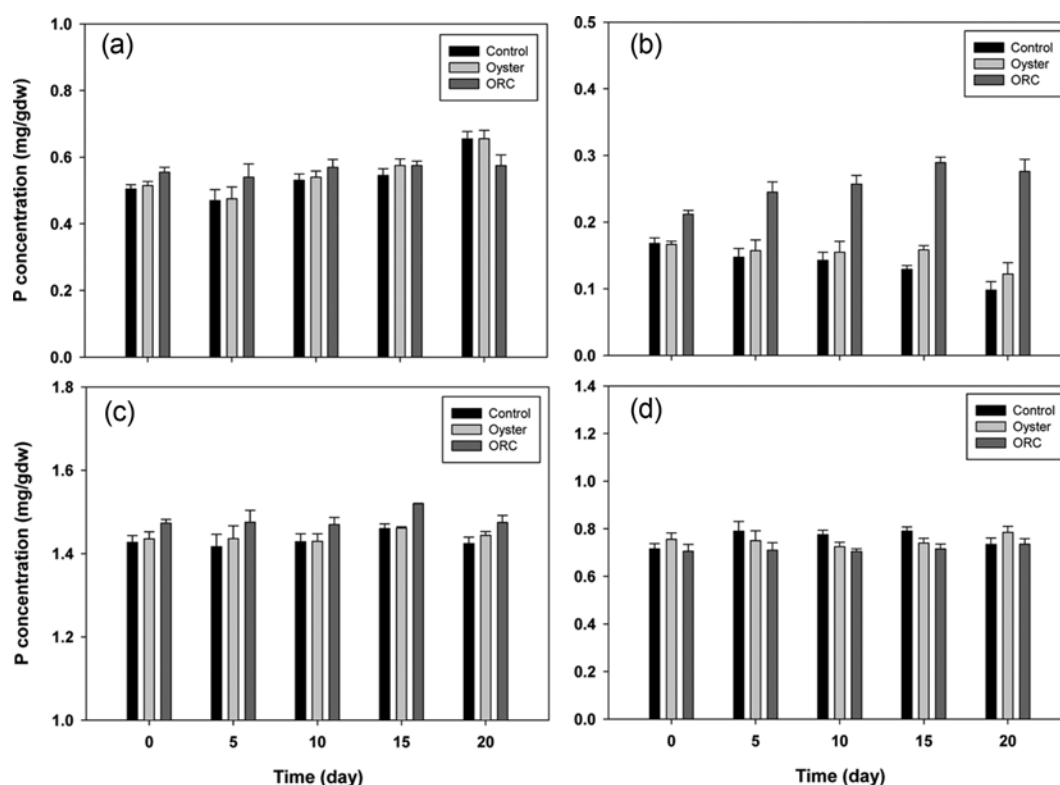 (a)
Control
Oyster
ORC
P concentration (mg/gdw)
1.0
0.8
0.6
0.4
0.2
0.0
(b)
Control
Oyster
ORC
0.5
0.4
0.3
0.2
0.1
0.0
(c)
Control
Oyster
ORC
P concentration (mg/gdw)
1.8
1.6
1.4
1.2
1.0
0 5 10 15 20
Time (day)
(d)
Control
Oyster
ORC
1.4
1.2
1.0
0.8
0.6
0.4
0.2
0.0
0 5 10 15 20
Time (day)